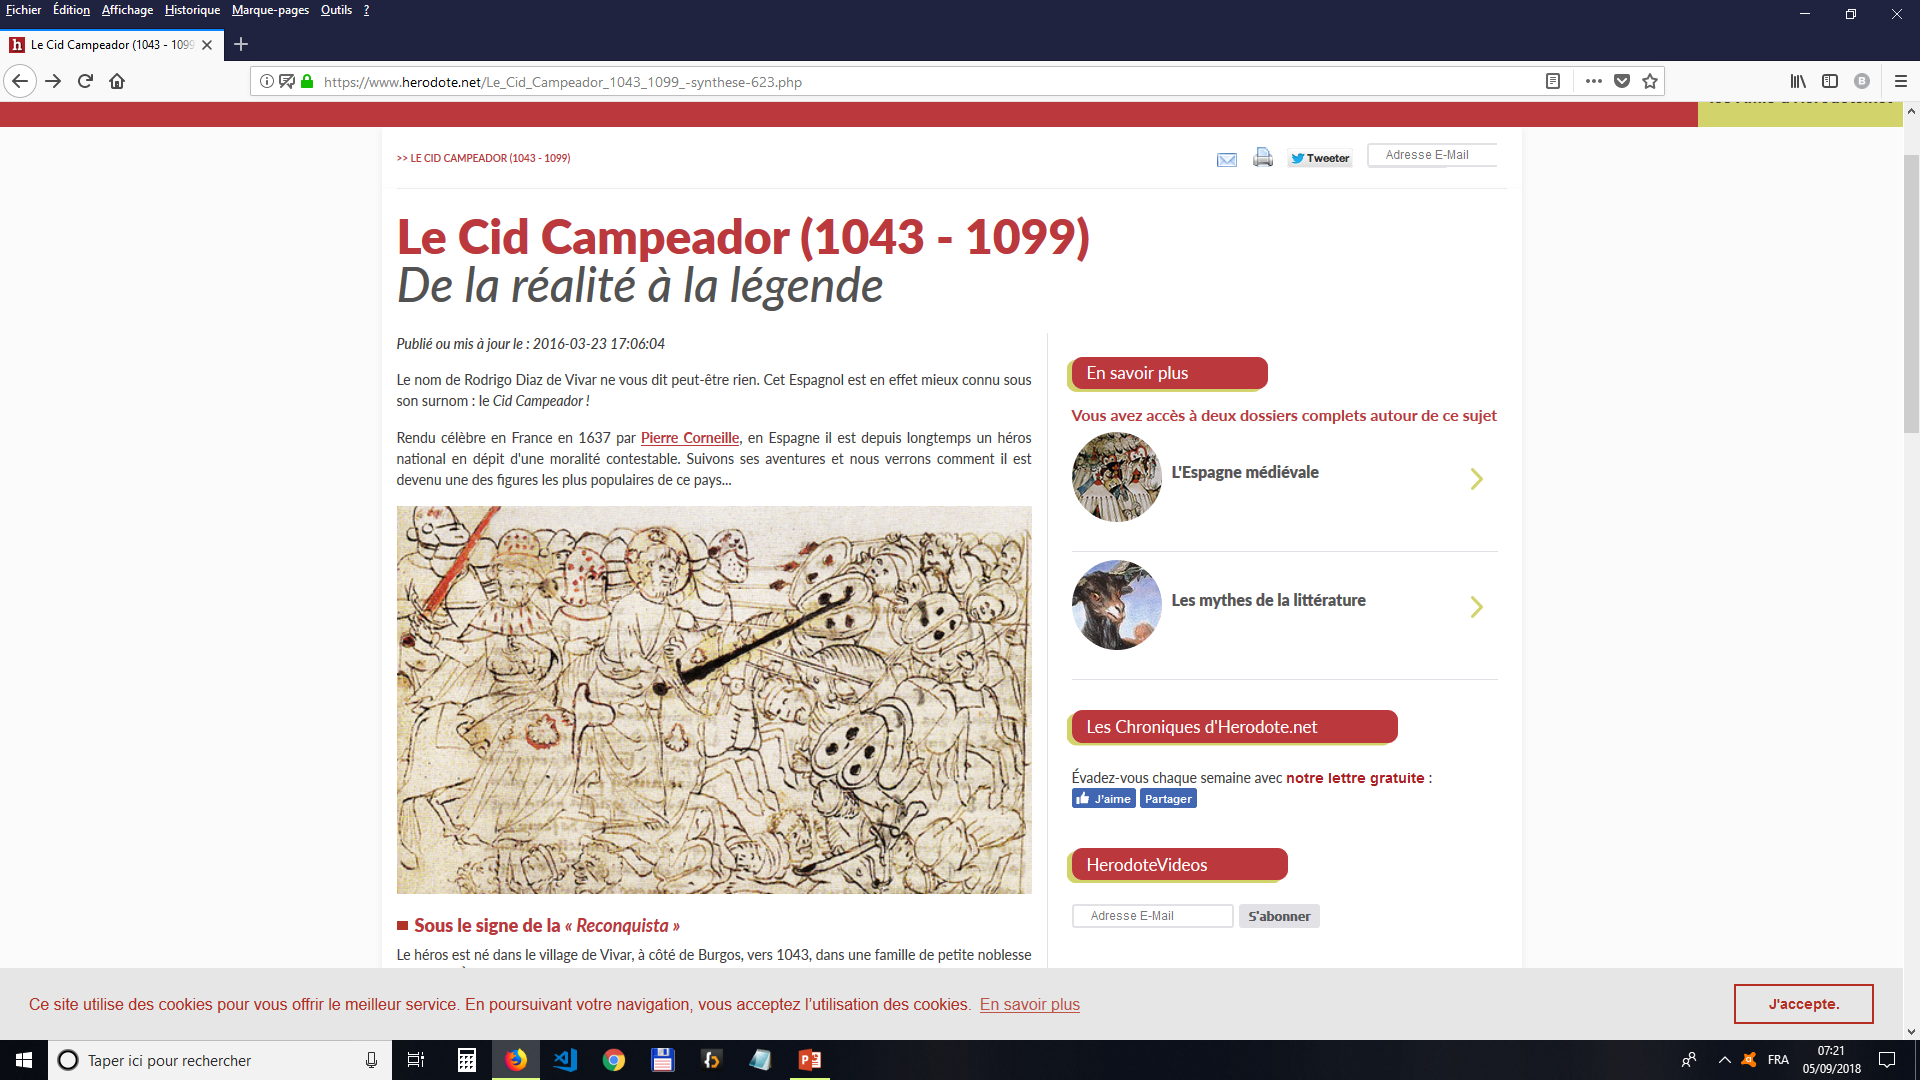 Fichier Édition Affichage Historique Marque-pages Outils ?
Le Cid Campeador (1043 - 1099
https://www.herodote.net/Le_Cid_Campeador_1043_1099_-synthese-623.php
>> LE CID CAMPEADOR (1043 - 1099)
Tweeter
Adresse E-Mail
Le Cid Campeador (1043 - 1099)
De la réalité à la légende
Publié ou mis à jour le : 2016-03-23 17:06:04
Le nom de Rodrigo Diaz de Vivar ne vous dit peut-être rien. Cet Espagnol est en effet mieux connu sous
son surnom : le Cid Campeador !
Rendu célèbre en France en 1637 par Pierre Corneille, en Espagne il est depuis longtemps un héros
national en dépit d'une moralité contestable. Suivons ses aventures et nous verrons comment il est
devenu une des figures les plus populaires de ce pays...
Sous le signe de la « Reconquista »
Le héros est né dans le village de Vivar, à côté de Burgos, vers 1043, dans une famille de petite noblesse
En savoir plus
Vous avez accès à deux dossiers complets autour de ce sujet
L'Espagne médiévale
Les mythes de la littérature
Les Chroniques d'Herodote.net
Évadez-vous chaque semaine avec notre lettre gratuite :
J'aime Partager
HerodoteVideos
Adresse E-Mail S'abonner
Ce site utilise des cookies pour vous offrir le meilleur service. En poursuivant votre navigation, vous acceptez l'utilisation des cookies. En savoir plus
J'accepte.
Taper ici pour rechercher
FRA
07:21
05/09/2018